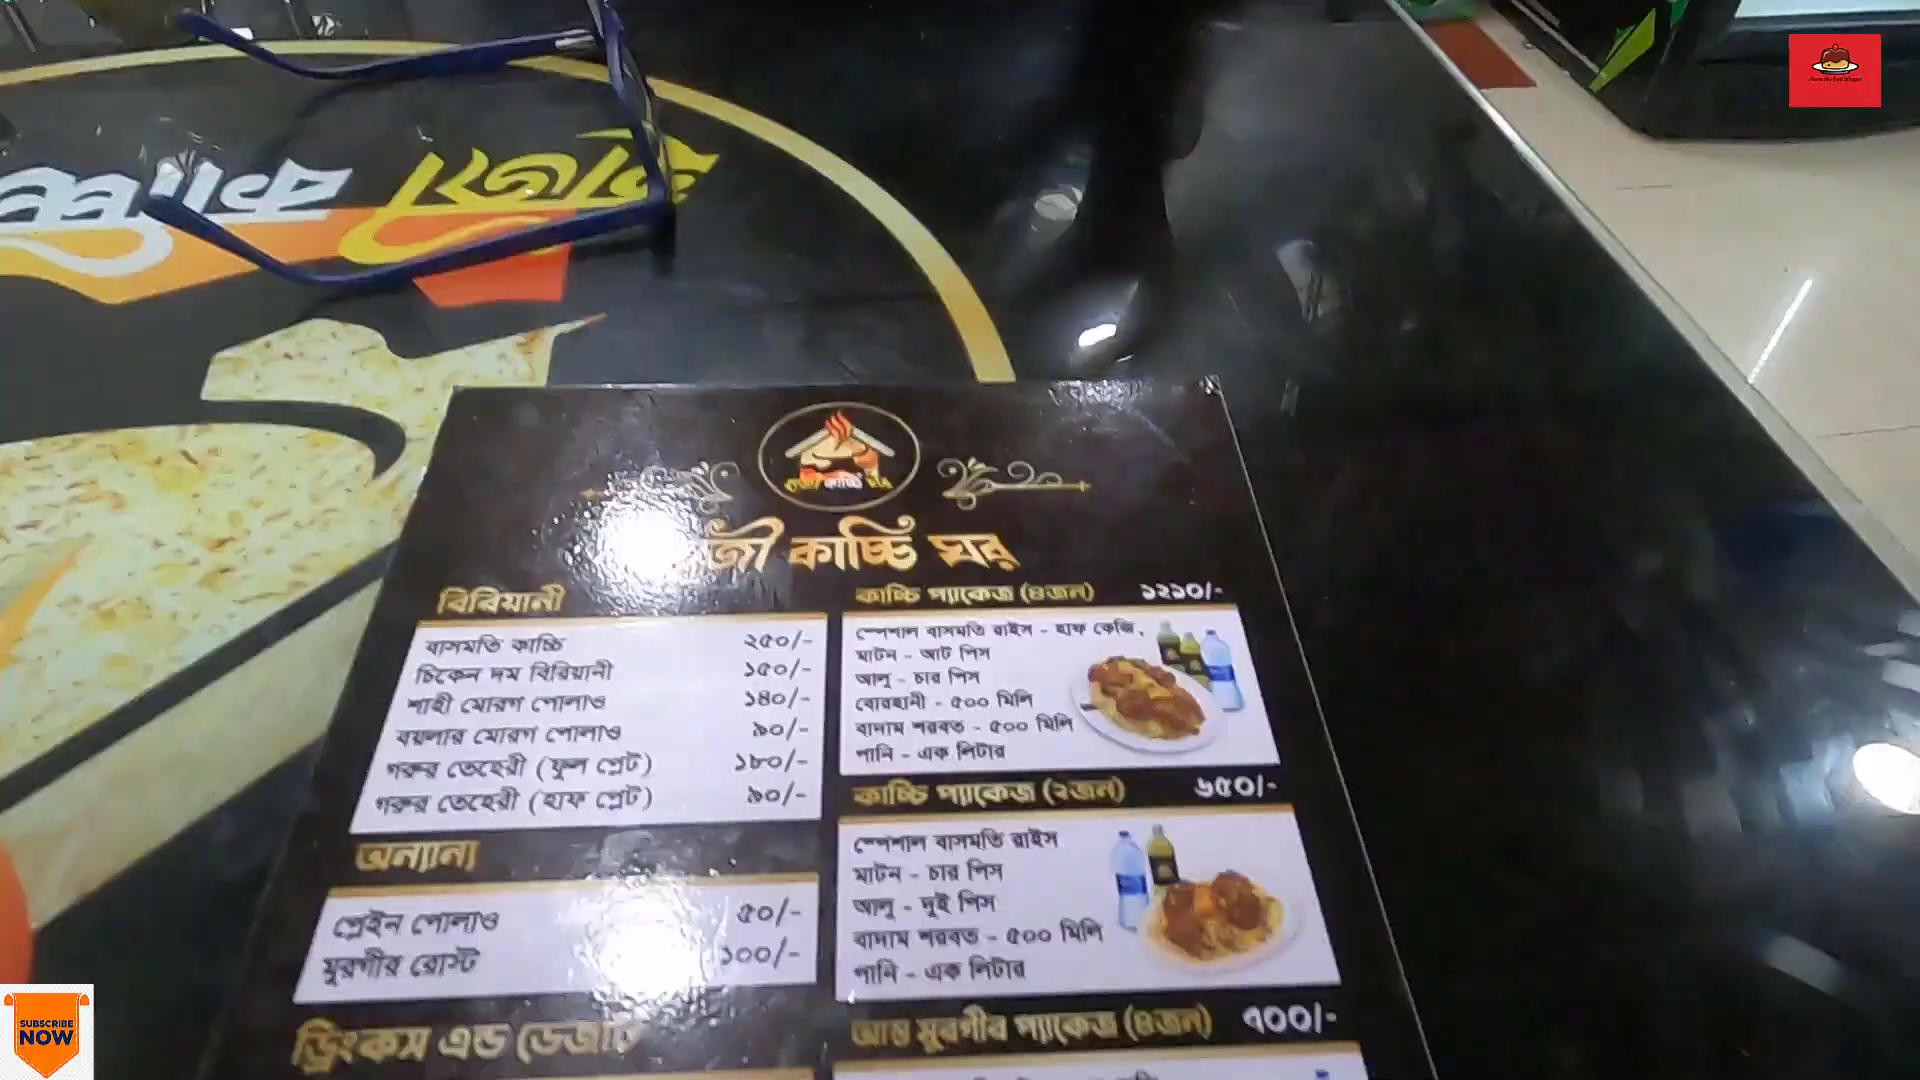 কাজী কাচ্চি
কাচ্চি ঘর
বিরিয়ানী
বাসমতি কাচ্চি ২৫০/-
চিকেন দম বিরিয়ানী ১৫০/-
শাহী মোরগ পোলাও ১৪০/-
বয়লার মোরগ পোলাও ৯০/-
গরুর তেহেরী (ফুল প্লেট) ১৮০/-
গরুর তেহেরী (হাফ প্লেট) ৯০/-
অন্যান্য
প্লেইন পোলাও ৫০/-
মুরগীর রোস্ট ১০০/-
ড্রিংকস এন্ড
কাচ্চি প্যাকেজ (৪জন) ১২১০/-
স্পেশাল বাসমতি রাইস - হাফ কেজি,
মাটন - আট পিস
আলু - চার পিস
বোরহানী - ৫০০ মিলি
বাদাম শরবত - ৫০০ মিলি
পানি - এক লিটার
কাচ্চি প্যাকেজ (২জন) ৬৫০/-
স্পেশাল বাসমতি রাইস
মাটন - চার পিস
আলু - দুই পিস
বাদাম শরবত - ৫০০ মিলি
পানি - এক লিটার
আস্ত মুরগীর প্যাকেজ (৪জন) ৭০০/-
SUBSCRIBE
NOW